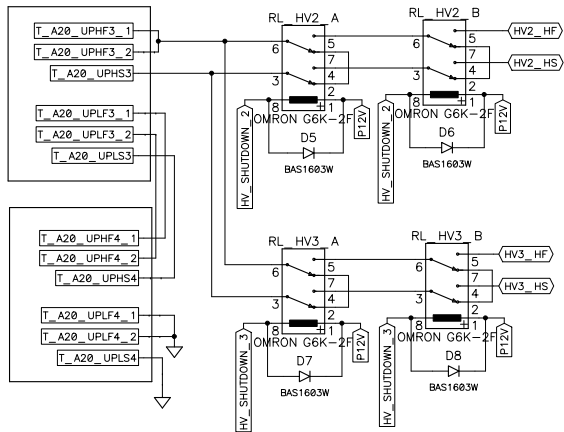 T_A20_UPHF3_1
T_A20_UPHF3_2
T_A20_UPHS3
T_A20_UPLF3_1
T_A20_UPLF3_2
T_A20_UPLS3
T_A20_UPHF4_1
T_A20_UPHF4_2
T_A20_UPHS4
T_A20_UPLF4_1
T_A20_UPLF4_2
T_A20_UPLS4
RL_HV2_A
6
5
7
3
4
2
8
+1
OMRON G6K-2F
HV_SHUTDOWN_2
P12V
D5
BAS1603W
RL_HV2_B
6
5
7
3
4
2
8
+1
OMRON G6K-2F
HV_SHUTDOWN_2
P12V
D6
BAS1603W
HV2_HF
HV2_HS
RL_HV3_A
6
5
7
3
4
2
8
+1
OMRON G6K-2F
HV_SHUTDOWN_3
P12V
D7
BAS1603W
RL_HV3_B
6
5
7
3
4
2
8
+1
OMRON G6K-2F
HV_SHUTDOWN_3
P12V
D8
BAS1603W
HV3_HF
HV3_HS